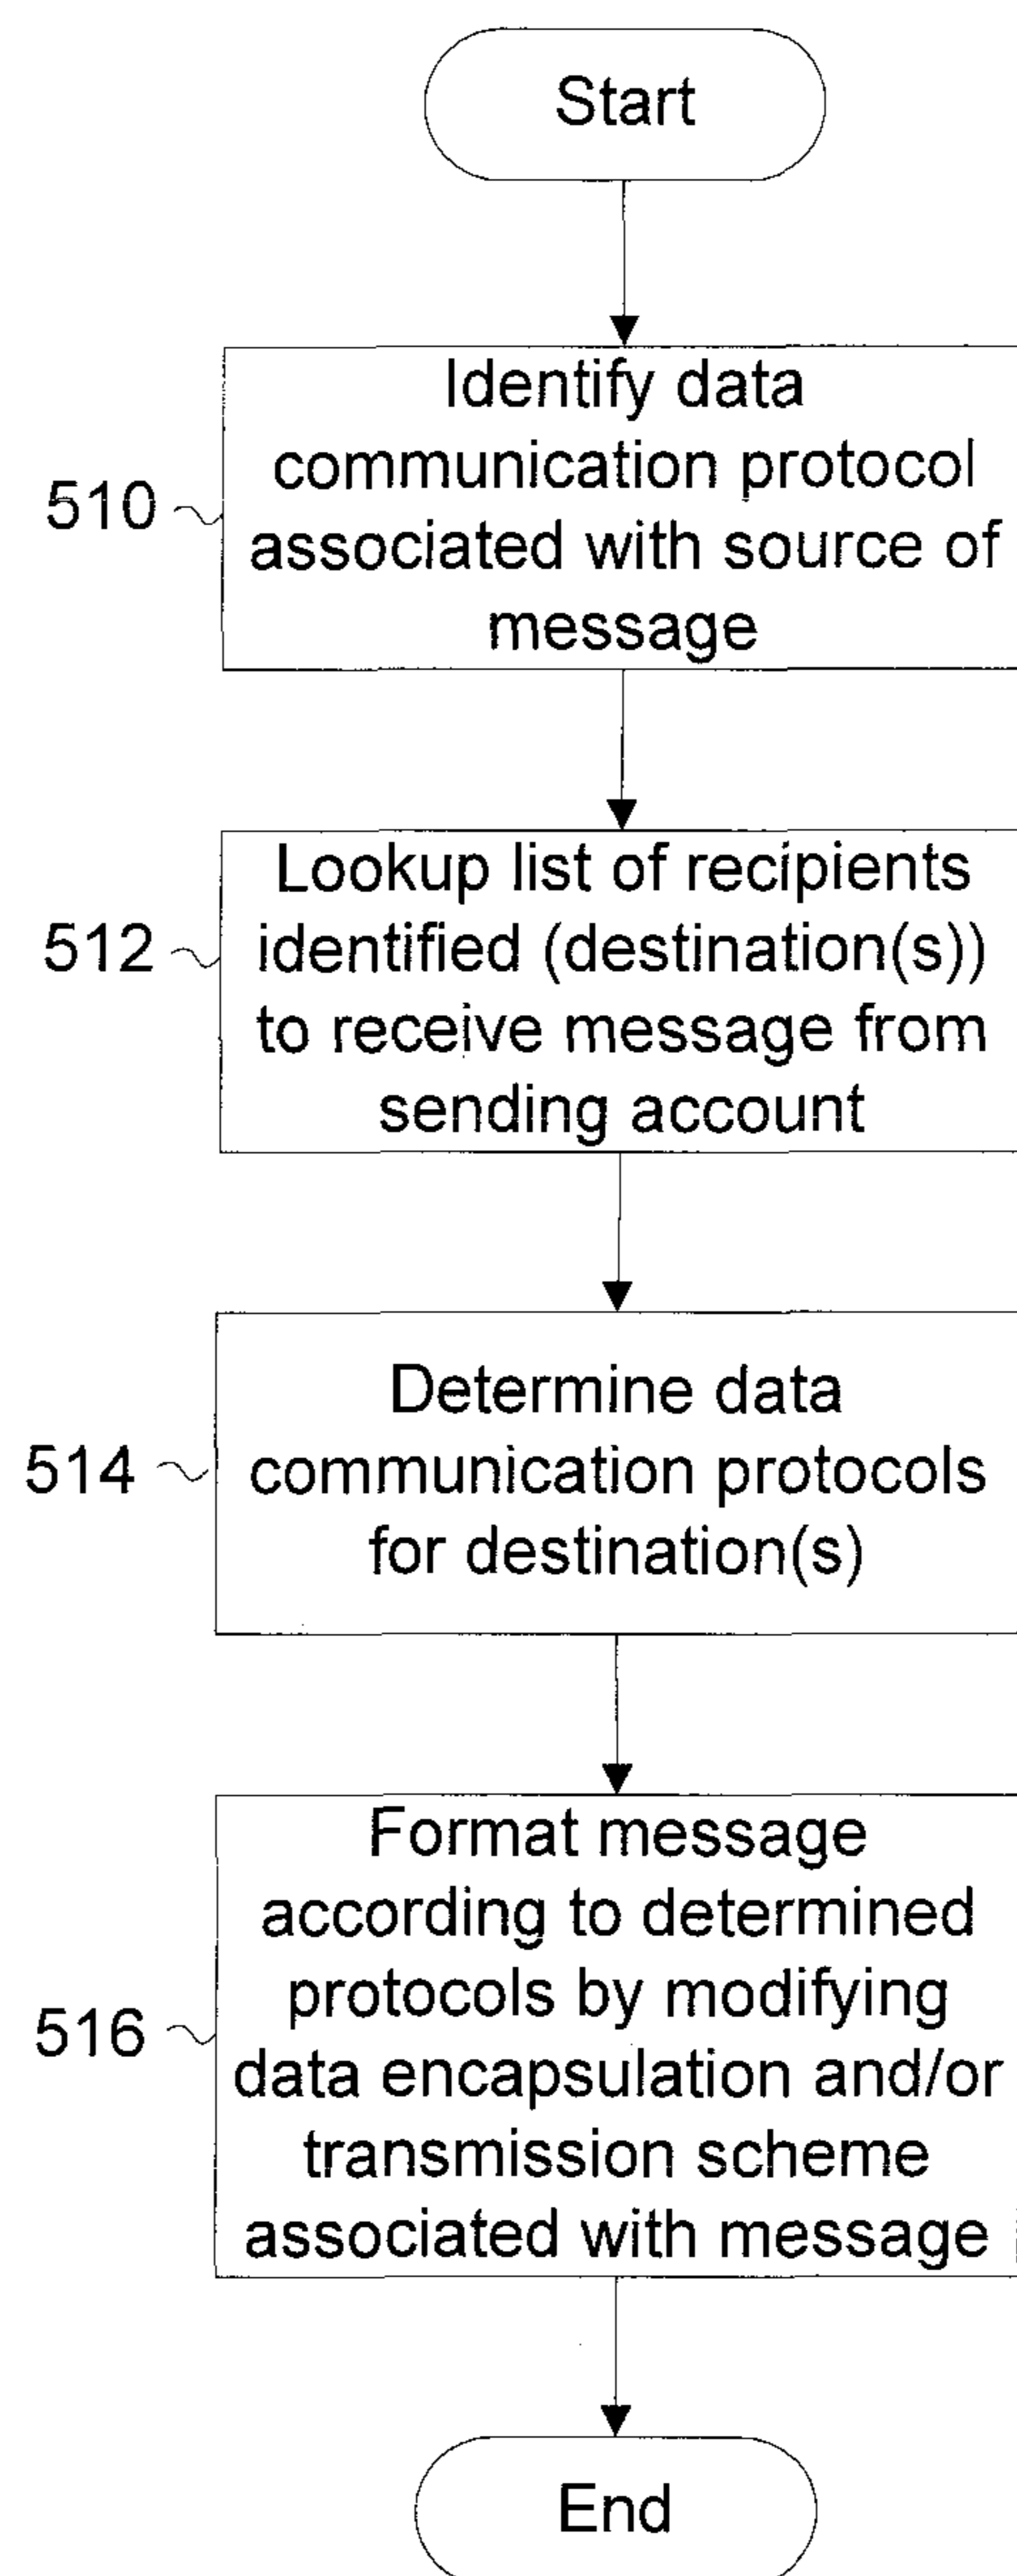 Start
Identify data
communication protocol
510
associated with source of
message
Lookup list of recipients
512
identified (destination(s))
to receive message from
sending account
Determine data
514
communication protocols
for destination(s)
Format message
according to determined
protocols by modifying
516
data encapsulation and/or
transmission scheme
associated with message
End